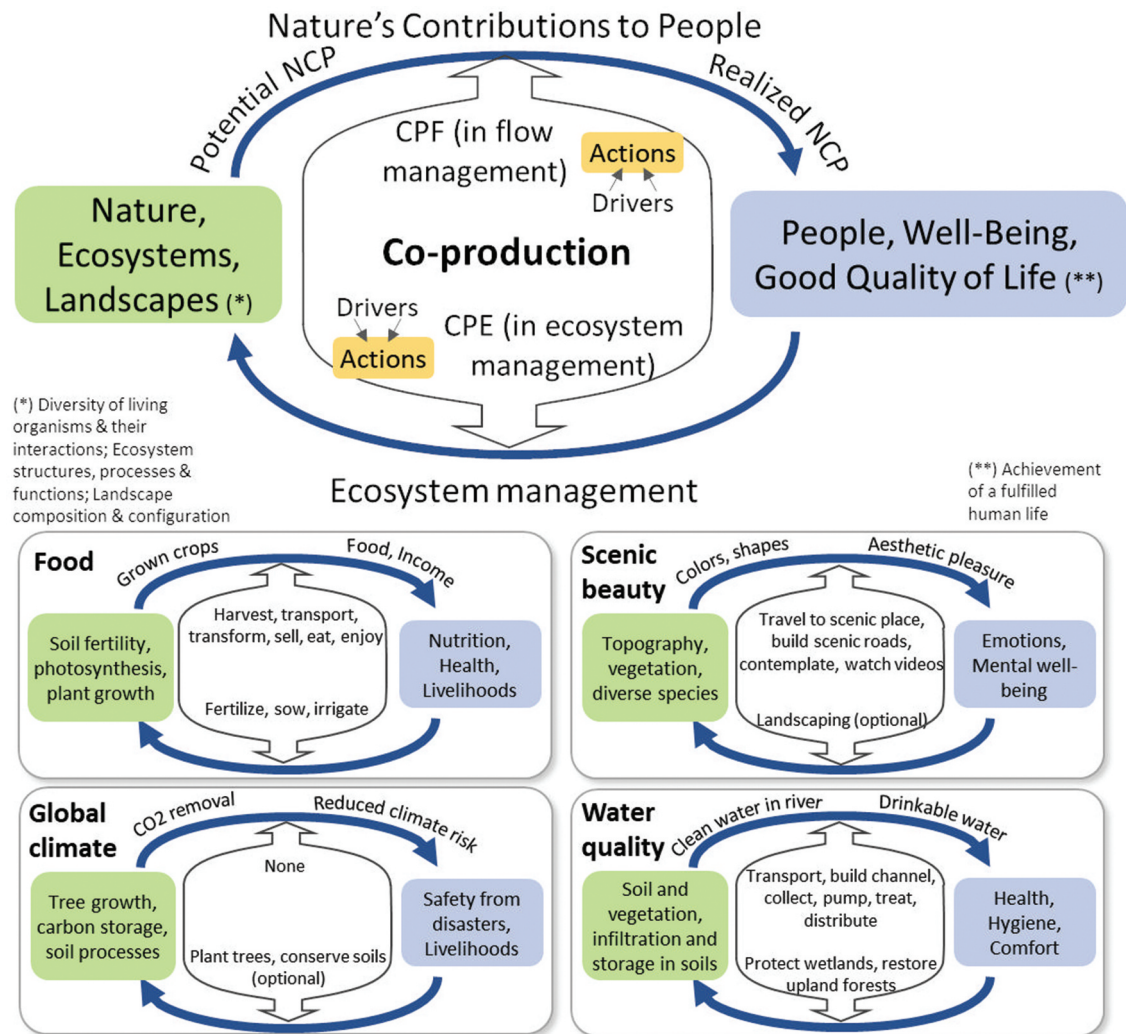 Nature's Contributions to People
Potential NCP
Realized NCP
CPF (in flow
management)
Actions
Drivers
Nature,
Ecosystems,
Landscapes (*)
Co-production
People, Well-Being,
Good Quality of Life (**)
Drivers
Actions
CPE (in ecosystem
management)
(*) Diversity of living
organisms & their
interactions; Ecosystem
structures, processes &
functions; Landscape
composition & configuration
Ecosystem management
(**) Achievement
of a fulfilled
human life
Food
Grown crops
Food, Income
Soil fertility,
photosynthesis,
plant growth
Harvest, transport,
transform, sell, eat, enjoy
Fertilize, sow, irrigate
Nutrition,
Health,
Livelihoods
Scenic
beauty
Colors, shapes
Aesthetic pleasure
Topography,
vegetation,
diverse species
Travel to scenic place,
build scenic roads,
contemplate, watch videos
Landscaping (optional)
Emotions,
Mental well-
being
Global
climate
CO2 removal
Reduced climate risk
Tree growth,
carbon storage,
soil processes
None
Plant trees, conserve soils
(optional)
Safety from
disasters,
Livelihoods
Water
quality
Clean water in river
Drinkable water
Soil and
vegetation,
infiltration and
storage in soils
Transport, build channel,
collect, pump, treat,
distribute
Protect wetlands, restore
upland forests
Health,
Hygiene,
Comfort